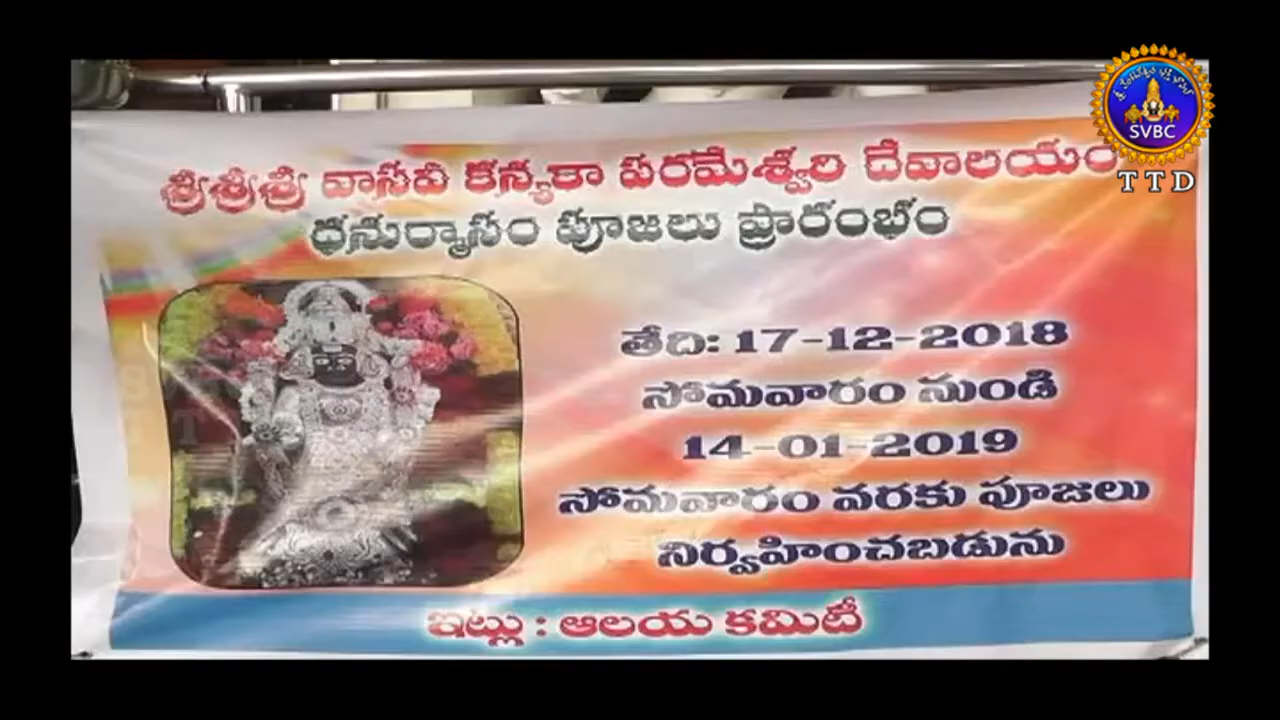 శ్రీశ్రీశ్రీ వాసవి కన్యకా పరమేశ్వరి దేవాలయం
ధనుర్మాసం పూజలు ప్రారంభం
తేది: 17-12-2018
సోమవారం నుండి
14-01-2019
సోమవారం వరకు పూజలు
నిర్వహించబడును
ఇట్లు : ఆలయ కమిటీ
SVBC
TTD